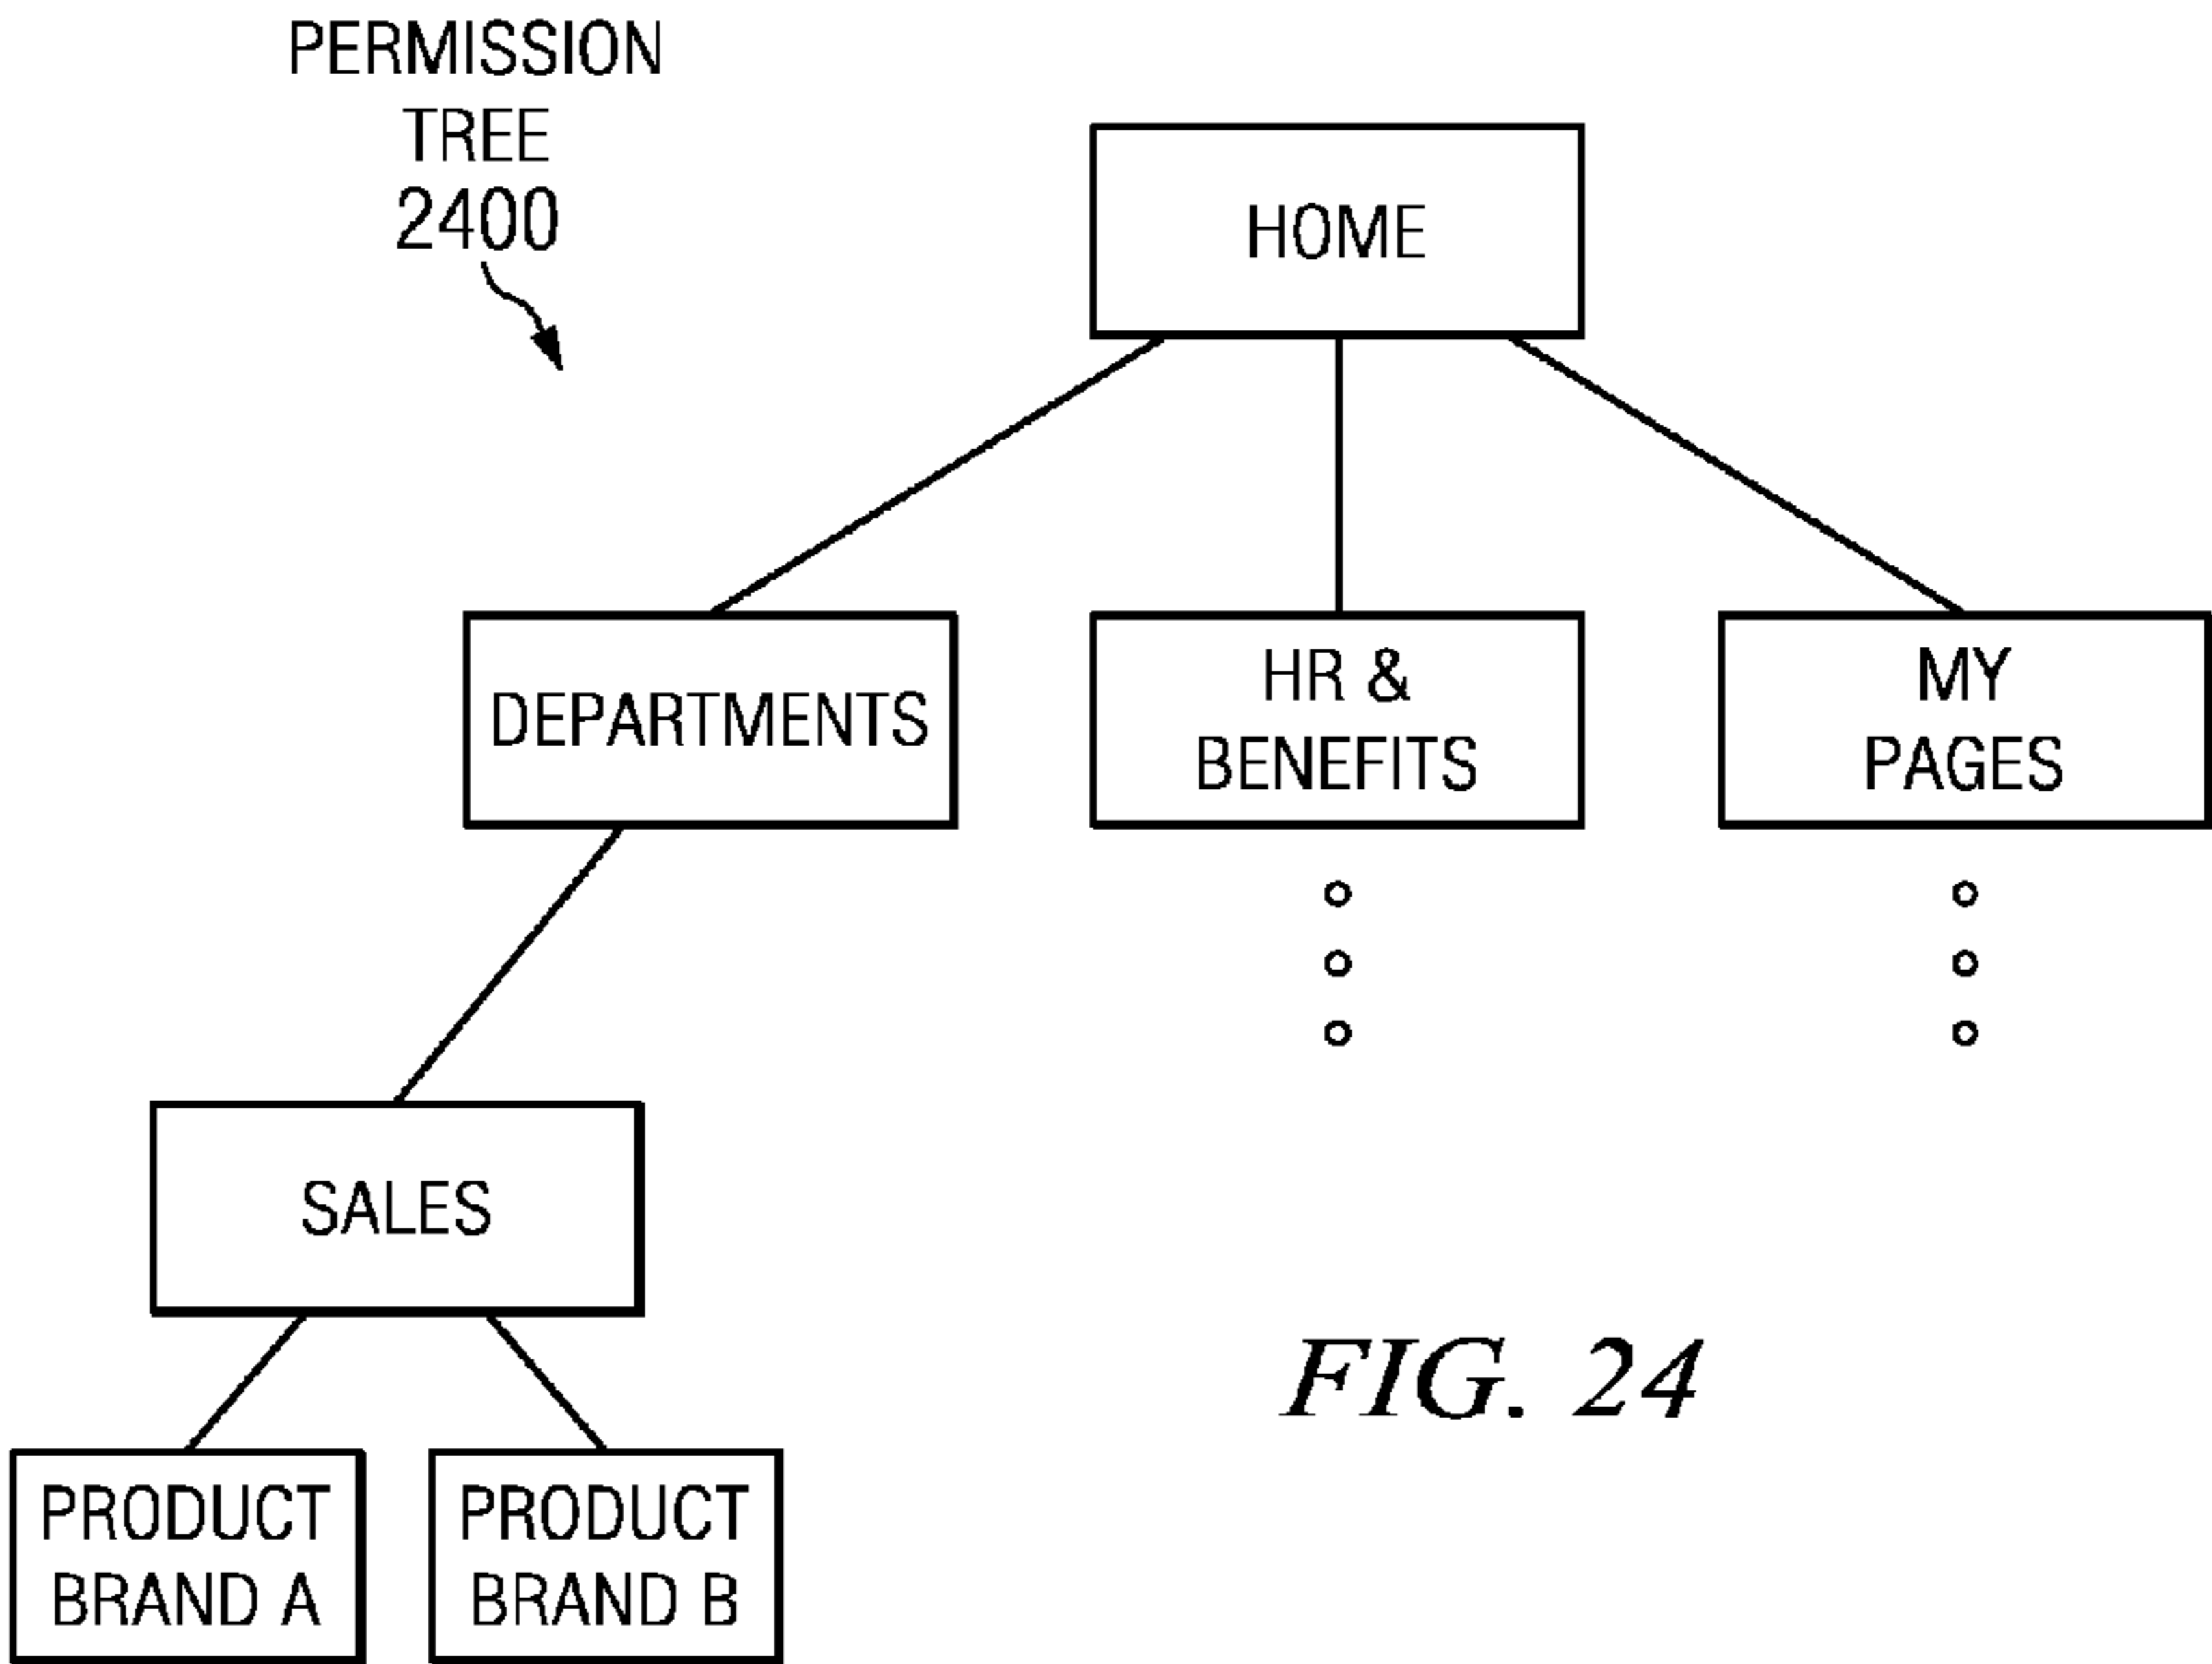 PERMISSION
TREE
2400
HOME
DEPARTMENTS
HR &
BENEFITS
MY
PAGES
SALES
PRODUCT
BRAND A
PRODUCT
BRAND B
FIG. 24